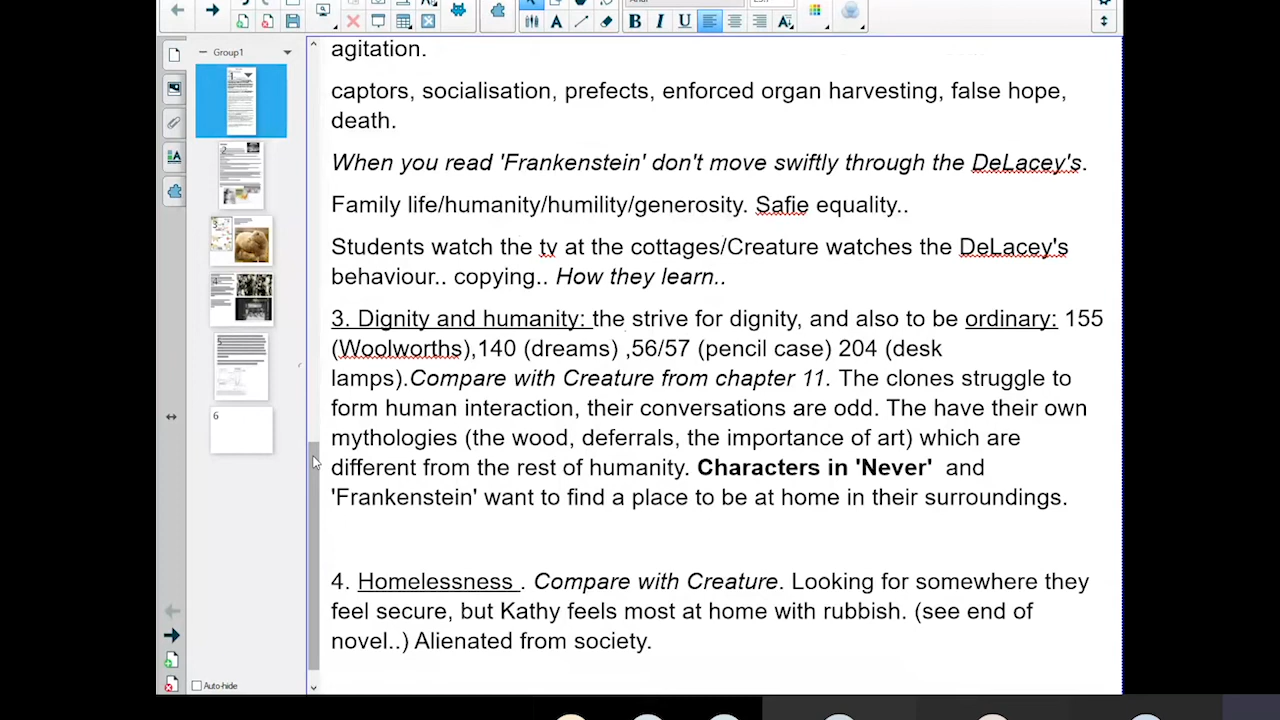 Group1
agitation.
captors, socialisation, prefects, enforced organ harvesting, false hope,
death.
When you read 'Frankenstein' don't move swiftly through the DeLacey's.
Family life/humanity/humility/generosity. Safie equality..
Students watch the tv at the cottages/Creature watches the DeLacey's
behaviour.. copying.. How they learn..
3. Dignity and humanity: the strive for dignity, and also to be ordinary: 155
(Woolworths),140 (dreams) ,56/57 (pencil case) 204 (desk
lamps).Compare with Creature from chapter 11. The clones struggle to
form human interaction, their conversations are odd. The have their own
mythologies (the wood, deferrals, the importance of art) which are
different from the rest of humanity. Characters in 'Never' and
'Frankenstein' want to find a place to be at home in their surroundings.
4. Homelessness . Compare with Creature. Looking for somewhere they
feel secure, but Kathy feels most at home with rubbish. (see end of
novel..) Alienated from society.
6
Auto-hide
B I U A